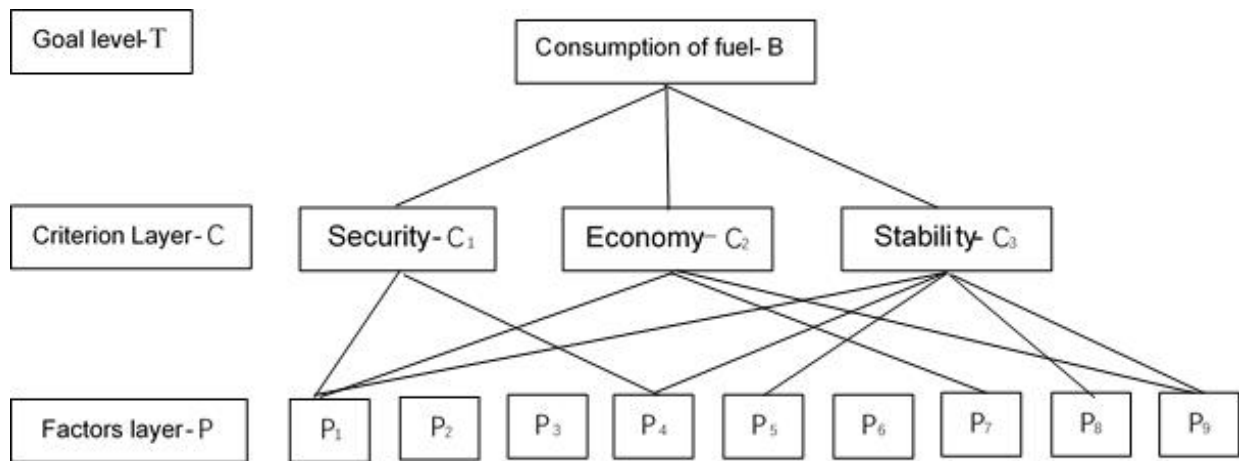 Goal level-T
Consumption of fuel- B
Criterion Layer- C
Security- C₁
Economy- C₂
Stability- C₃
Factors layer- P
P₁
P₂
P₃
P₄
P₅
P₆
P₇
P₈
P₉